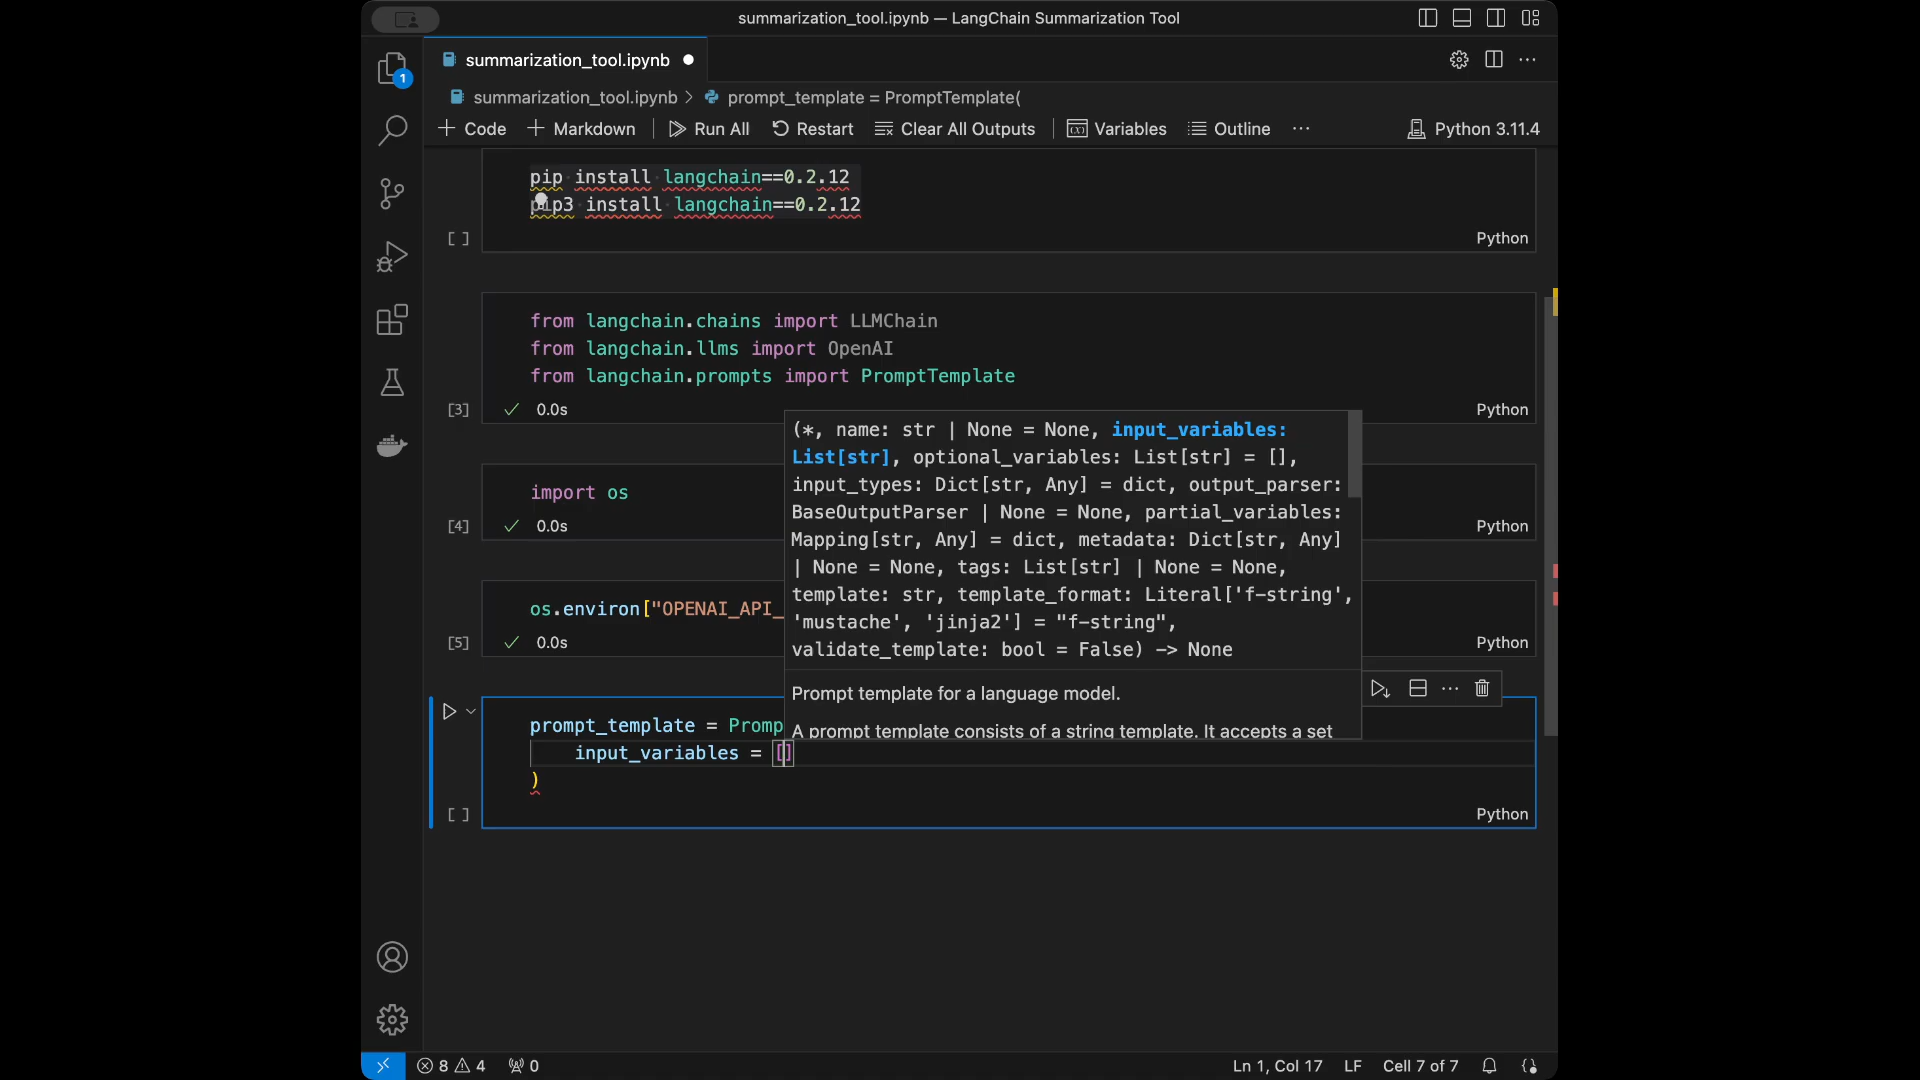 summarization_tool.ipynb — LangChain Summarization Tool
summarization_tool.ipynb
1
summarization_tool.ipynb > prompt_template = PromptTemplate(
Code Markdown Run All Restart Clear All Outputs Variables Outline ··· Python 3.11.4
pip install langchain==0.2.12
pip3 install langchain==0.2.12
[ ] Python
from langchain.chains import LLMChain
from langchain.llms import OpenAI
from langchain.prompts import PromptTemplate
[3] ✓ 0.0s Python
(*, name: str | None = None, input_variables:
List[str], optional_variables: List[str] = [],
input_types: Dict[str, Any] = dict, output_parser:
BaseOutputParser | None = None, partial_variables:
Mapping[str, Any] = dict, metadata: Dict[str, Any]
| None = None, tags: List[str] | None = None,
template: str, template_format: Literal['f-string',
'mustache', 'jinja2'] = "f-string",
validate_template: bool = False) -> None
Prompt template for a language model.
A prompt template consists of a string template. It accepts a set
import os
[4] ✓ 0.0s Python
os.environ["OPENAI_API_
[5] ✓ 0.0s Python
prompt_template = Promp
input_variables = []
)
[ ] Python
8 4 0 Ln 1, Col 17 LF Cell 7 of 7